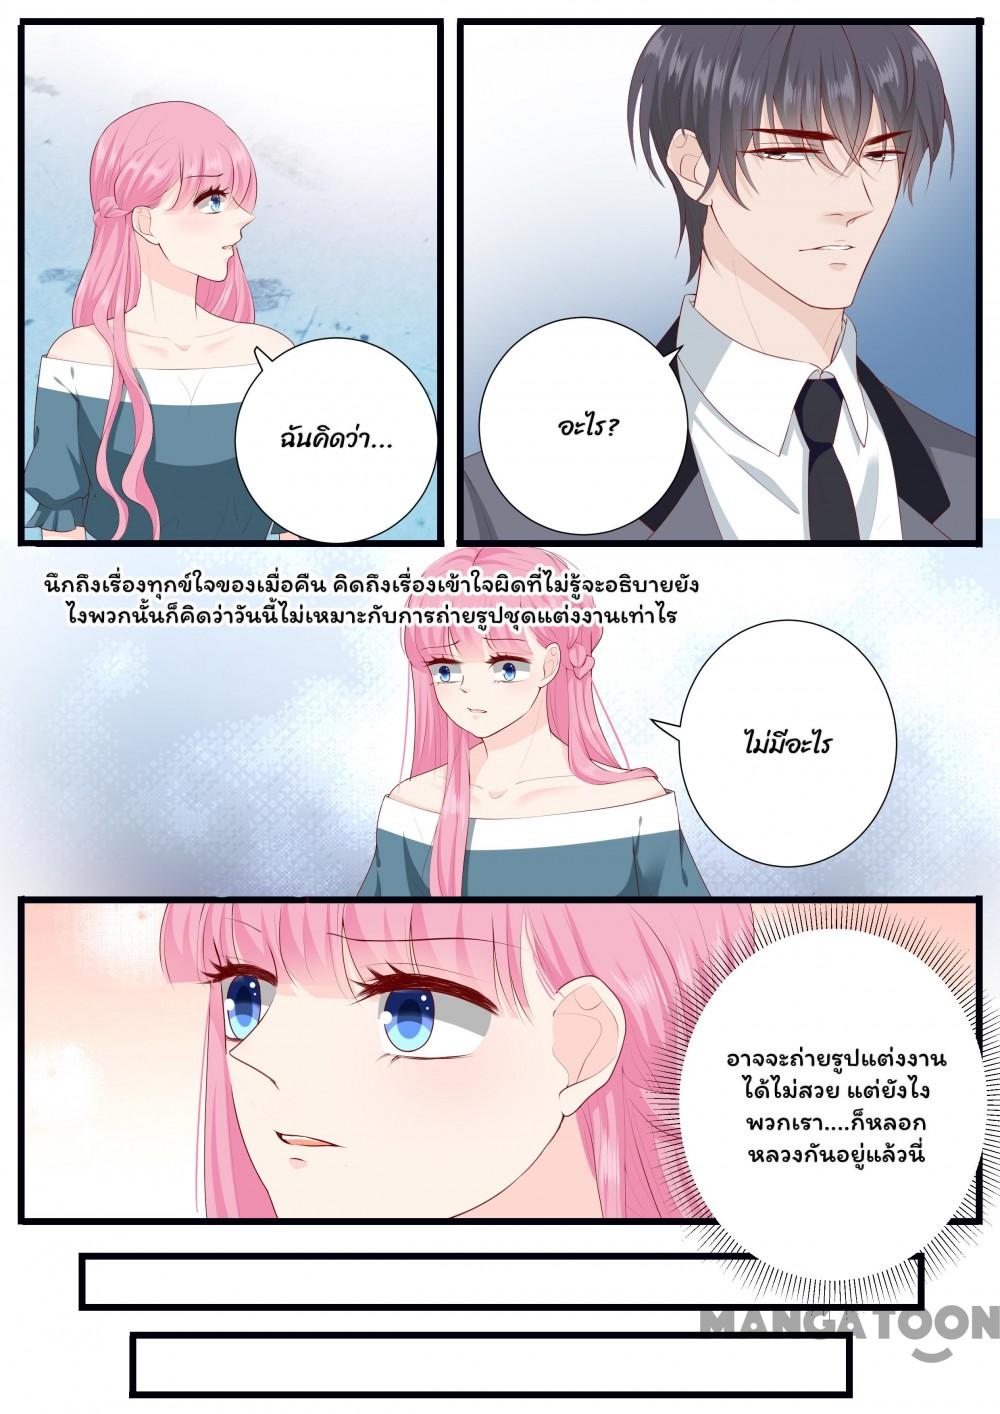 ฉันคิดว่า...
อะไร?
นึกถึงเรื่องทุกข์ใจของเมื่อคืน คิดถึงเรื่องเข้าใจผิดที่ไม่รู้จะอธิบายยัง
ไงพวกนั้นก็คิดว่าวันนี้ไม่เหมาะกับการถ่ายรูปชุดแต่งงานเท่าไร
ไม่มีอะไร
อาจจะถ่ายรูปแต่งงาน
ได้ไม่สวย แต่ยังไง
พวกเรา....ก็หลอก
หลวงกันอยู่แล้วนี่
MANGATOON